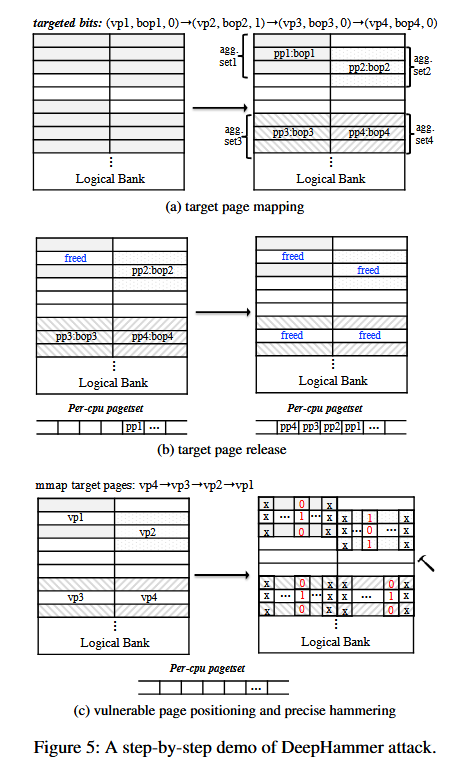 targeted bits: (vp1, bop1, 0)→(vp2, bop2, 1)→(vp3, bop3, 0)→(vp4, bop4, 0)
agg.
set1
pp1:bop1
pp2:bop2
agg.
set2
agg.
set3
pp3:bop3
pp4:bop4
agg.
set4
⋮
Logical Bank
⋮
Logical Bank
(a) target page mapping
freed
pp2:bop2
pp3:bop3
pp4:bop4
⋮
Logical Bank
freed
freed
freed
freed
⋮
Logical Bank
Per-cpu pagetset
pp1 ...
Per-cpu pagetset
pp4 pp3 pp2 pp1 ...
(b) target page release
mmap target pages: vp4→vp3→vp2→vp1
vp1
vp2
vp3
vp4
⋮
Logical Bank
x 0 x
x ... 1 ... x x 1 x
x 0 x x ... 0 ... x
x 1 x
x 0 x x 0 x
x ... 1 ... x x ... 1 x
x 0 x x 0 x
⋮
Logical Bank
Per-cpu pagetset
...
(c) vulnerable page positioning and precise hammering
Figure 5: A step-by-step demo of DeepHammer attack.